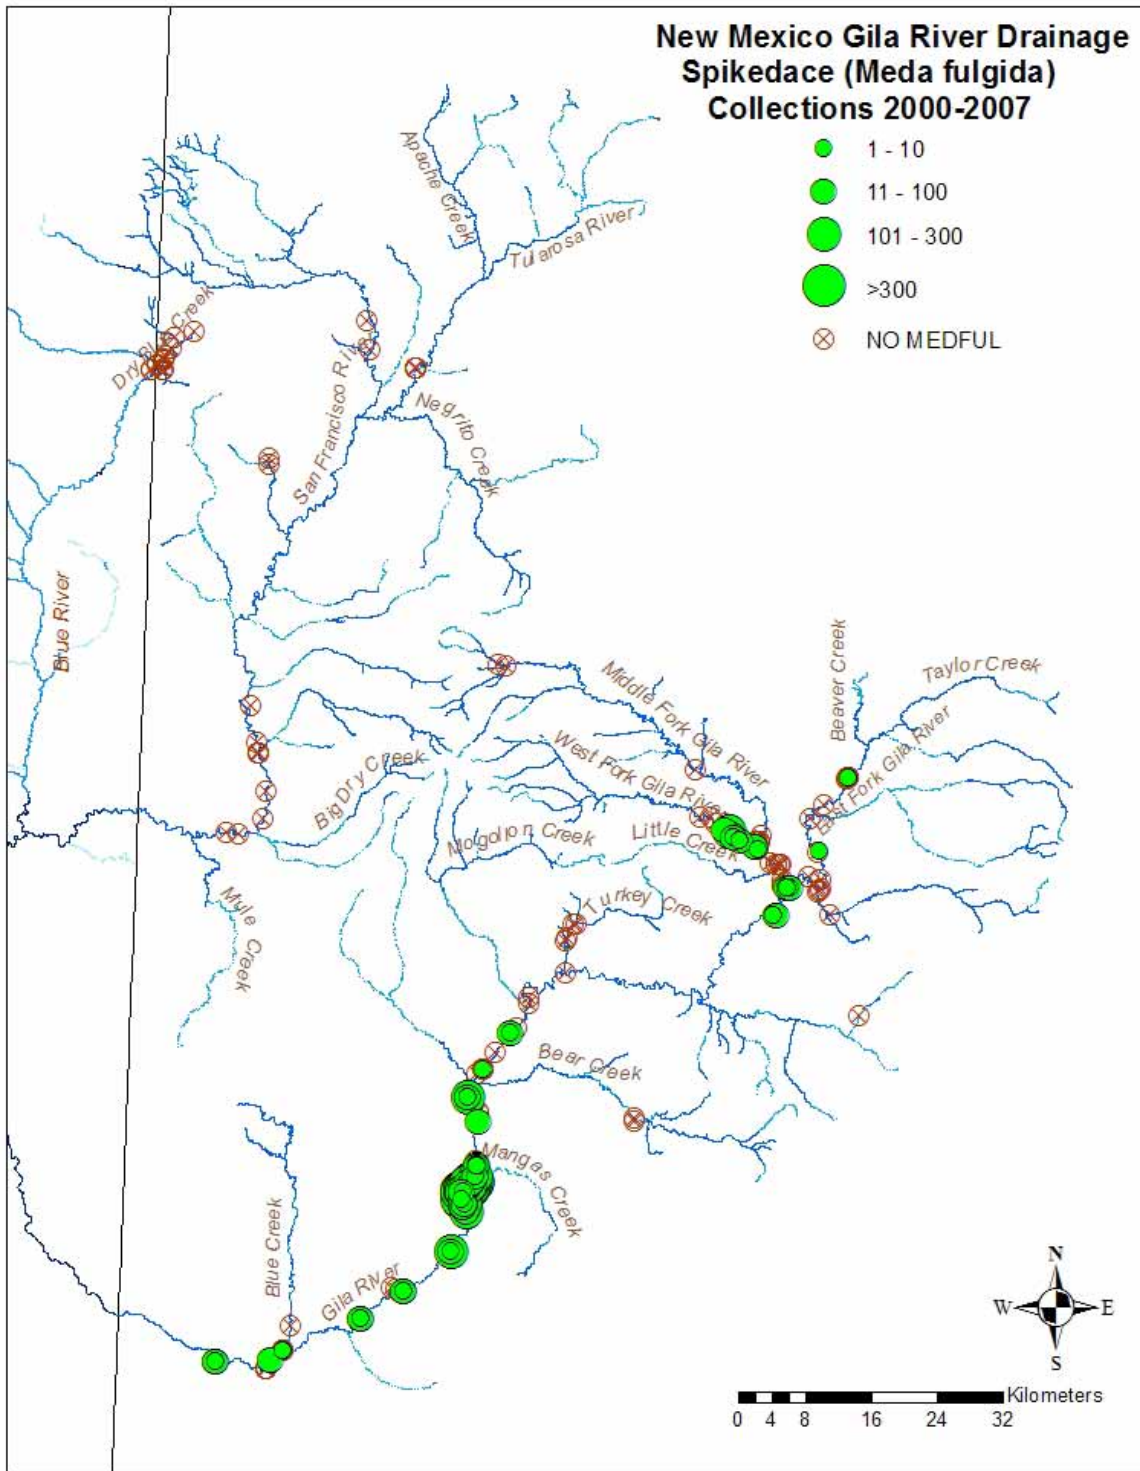 New Mexico Gila River Drainage
Spikedace (Meda fulgida)
Collections 2000-2007
1 - 10
11 - 100
101 - 300
>300
NO MEDFUL
Apache Creek
Tularosa River
Dry Blue Creek
San Francisco River
Negrito Creek
Blue River
Middle Fork Gila River
Beaver Creek
Taylor Creek
East Fork Gila River
West Fork Gila River
Big Dry Creek
Mogollon Creek
Little Creek
Turkey Creek
Mule Creek
Bear Creek
Mangas Creek
Blue Creek
Gila River
N
W
E
S
Kilometers
0 4 8 16 24 32